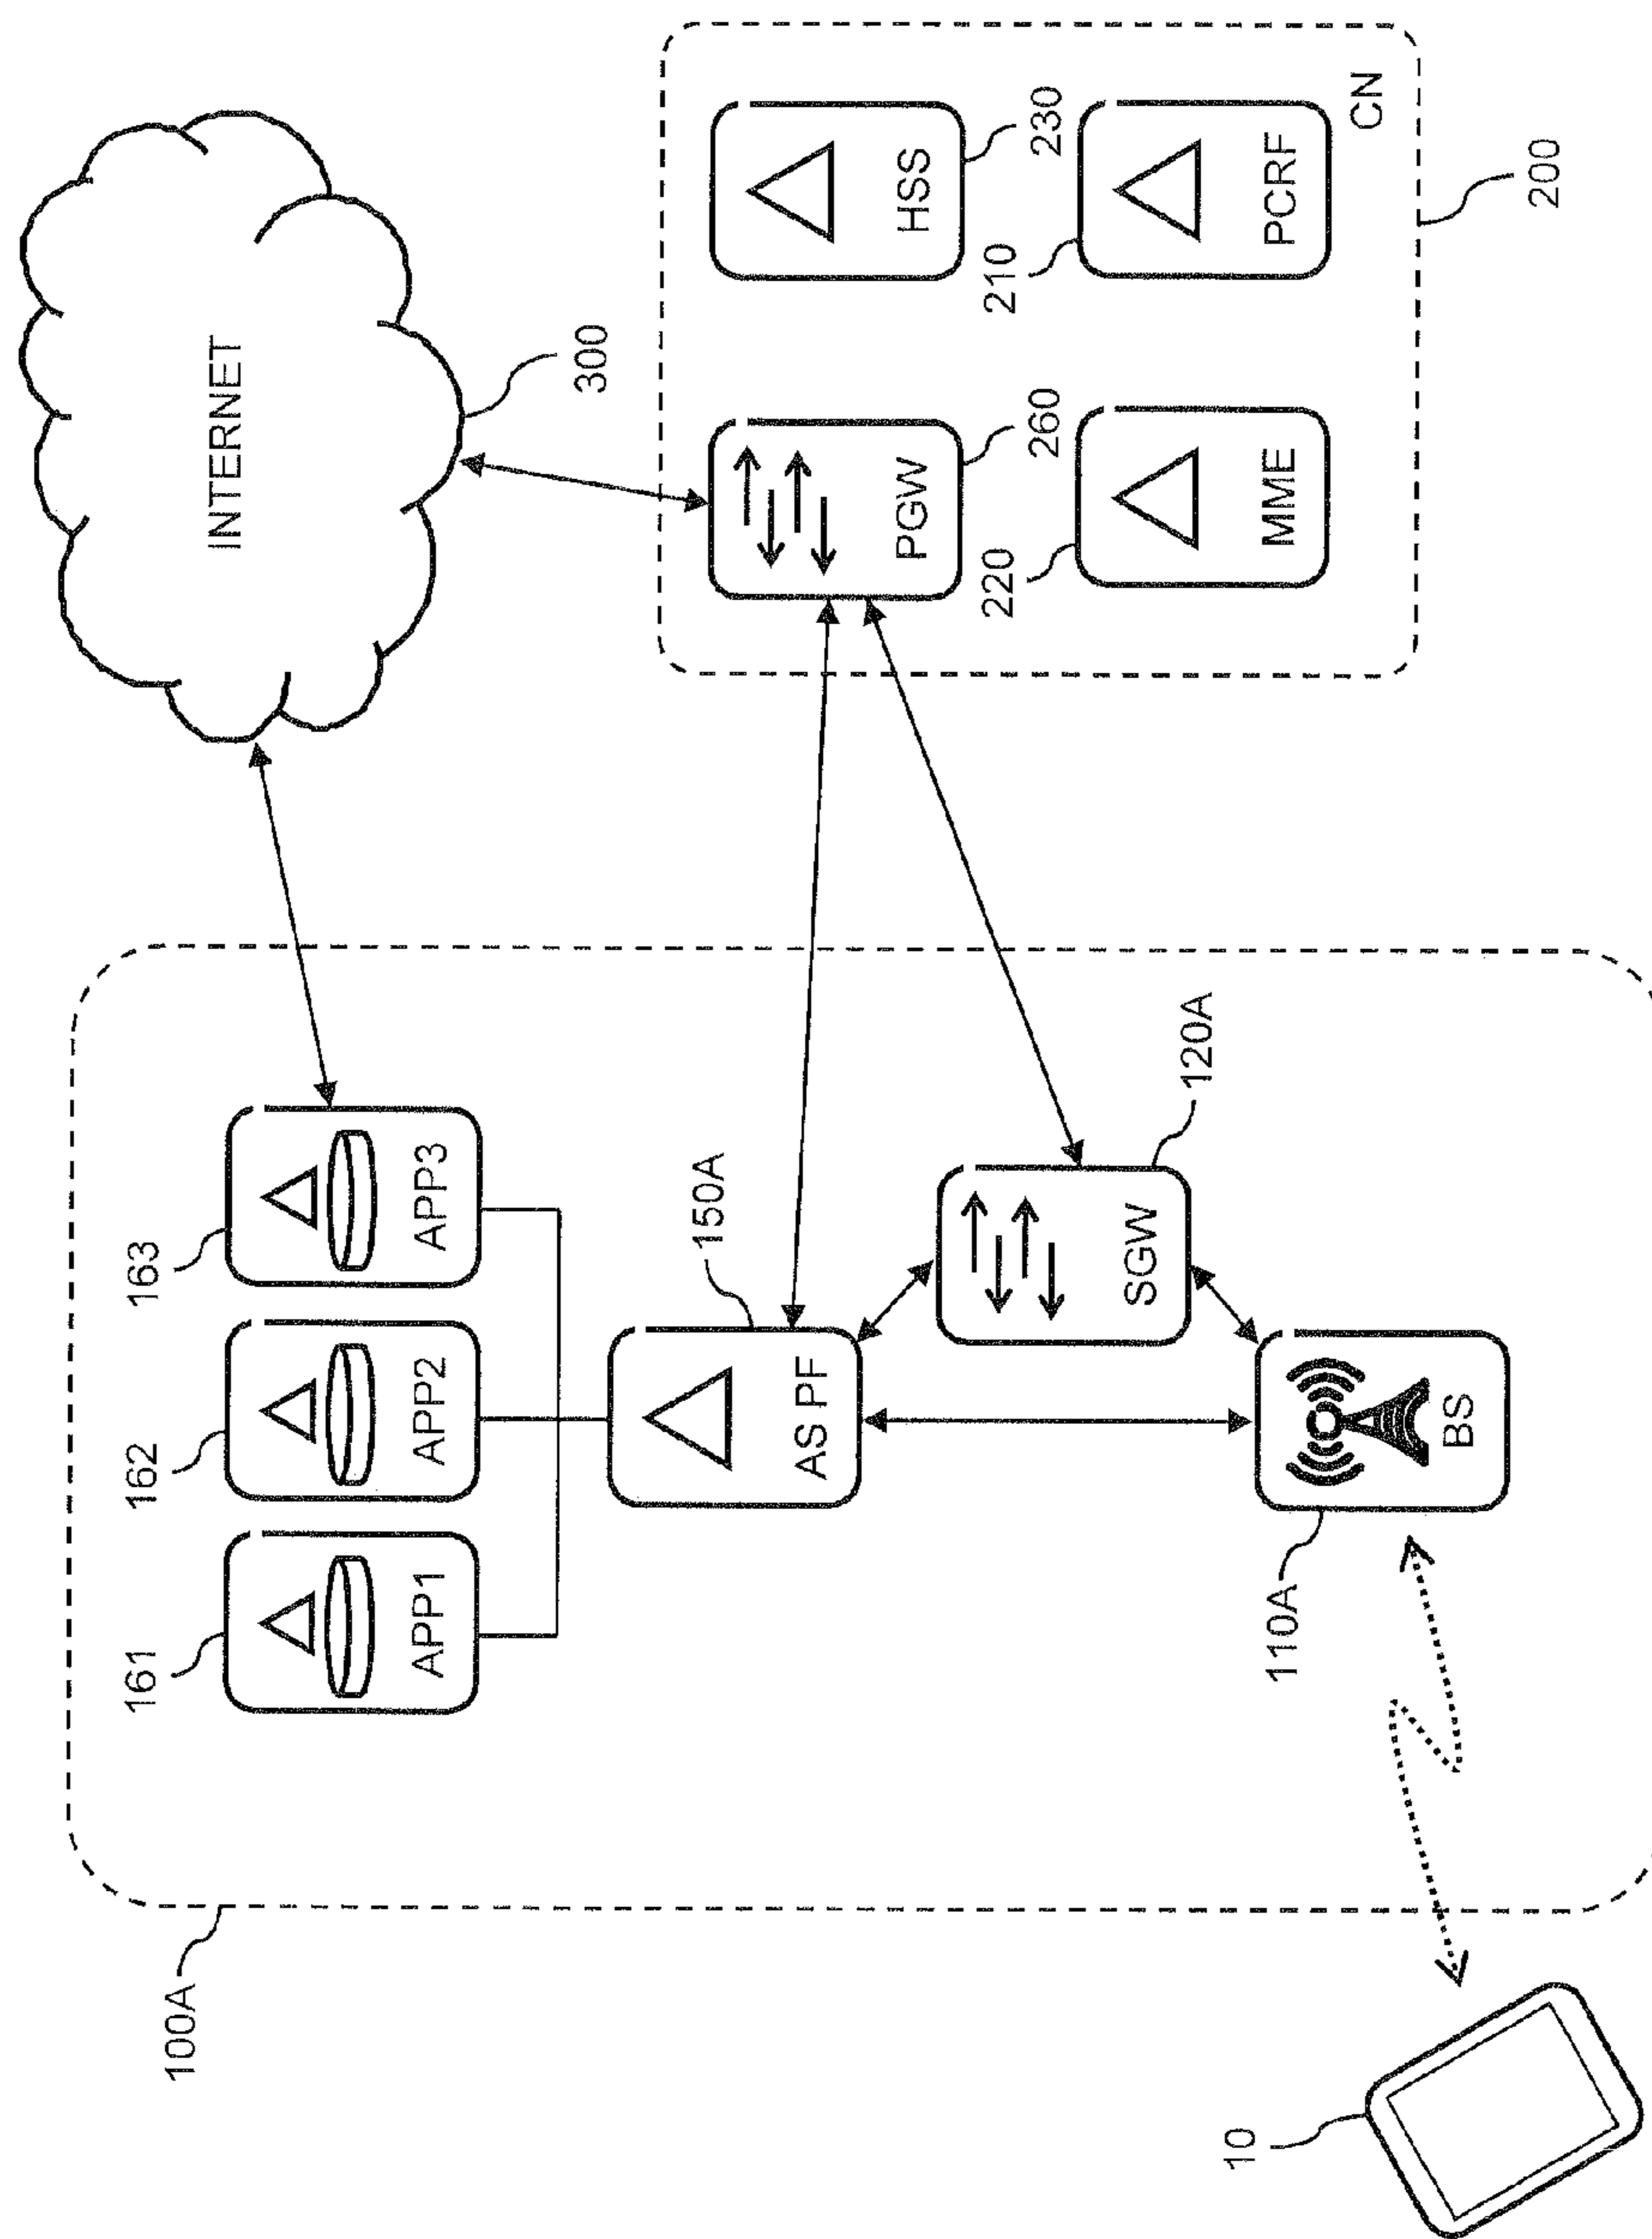 100A
161
162
163
APP1
APP2
APP3
INTERNET
300
AS PF
150A
SGW
120A
BS
110A
10
PGW
260
HSS
230
220
MME
210
PCRF
CN
200